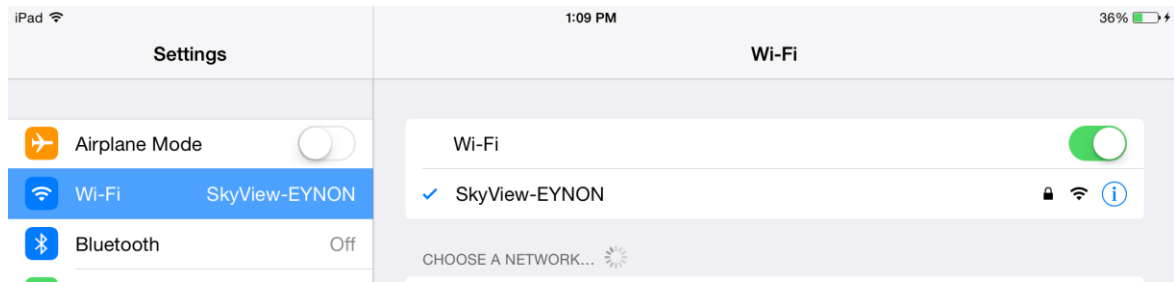 iPad 1:09 PM 36%
Settings Wi-Fi
Airplane Mode
Wi-Fi SkyView-EYNON
Bluetooth Off
Wi-Fi
SkyView-EYNON
CHOOSE A NETWORK...